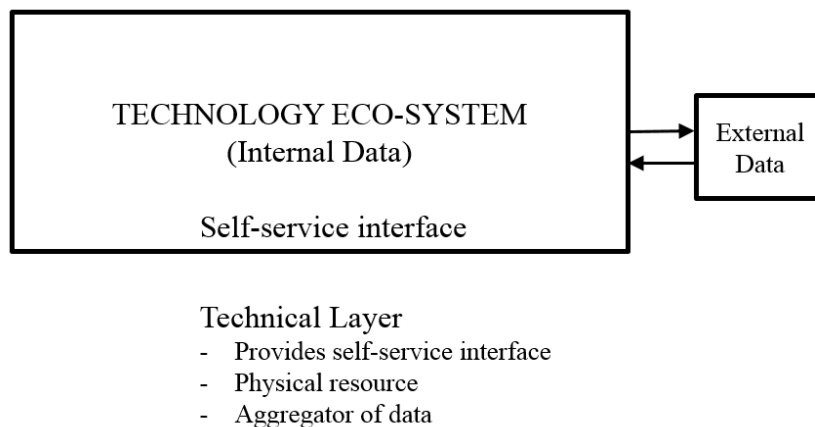 TECHNOLOGY ECO-SYSTEM
(Internal Data)
Self-service interface
External
Data
Technical Layer
- Provides self-service interface
- Physical resource
- Aggregator of data